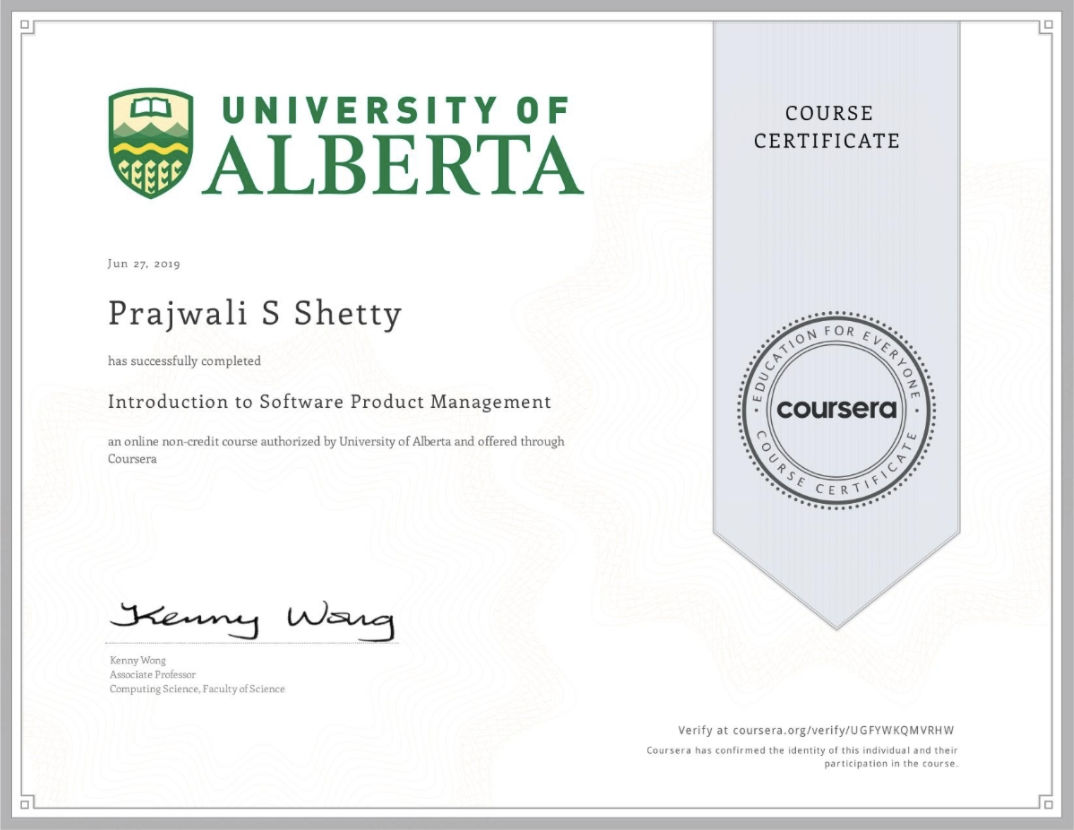 UNIVERSITY OF
ALBERTA
COURSE
CERTIFICATE
Jun 27, 2019
Prajwali S Shetty
has successfully completed
Introduction to Software Product Management
an online non-credit course authorized by University of Alberta and offered through
Coursera
EDUCATION FOR EVERYONE
coursera
COURSE CERTIFICATE
Kenny Wong
Kenny Wong
Associate Professor
Computing Science, Faculty of Science
Verify at coursera.org/verify/UGFYWKQMVRHW
Coursera has confirmed the identity of this individual and their
participation in the course.